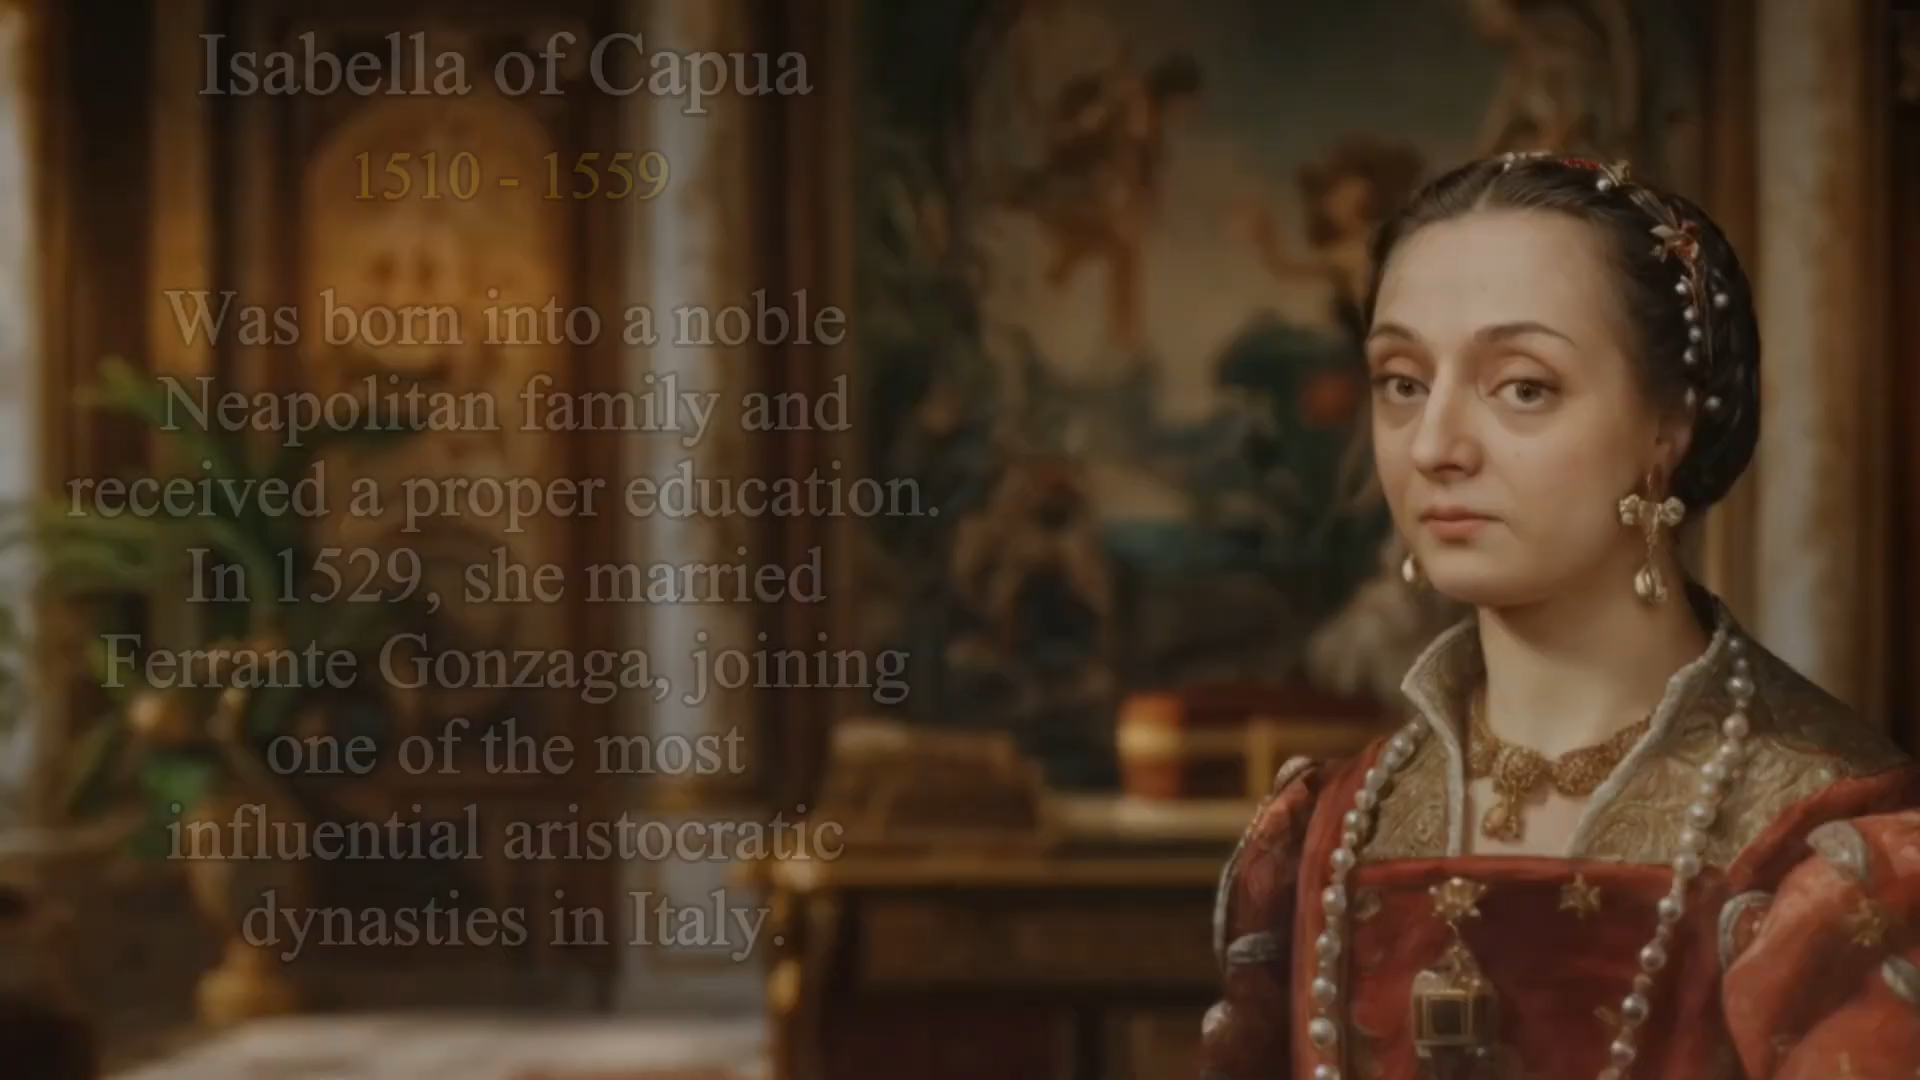 Isabella of Capua
1510 - 1559
Was born into a noble
Neapolitan family and
received a proper education.
In 1529, she married
Ferrante Gonzaga, joining
one of the most
influential aristocratic
dynasties in Italy.